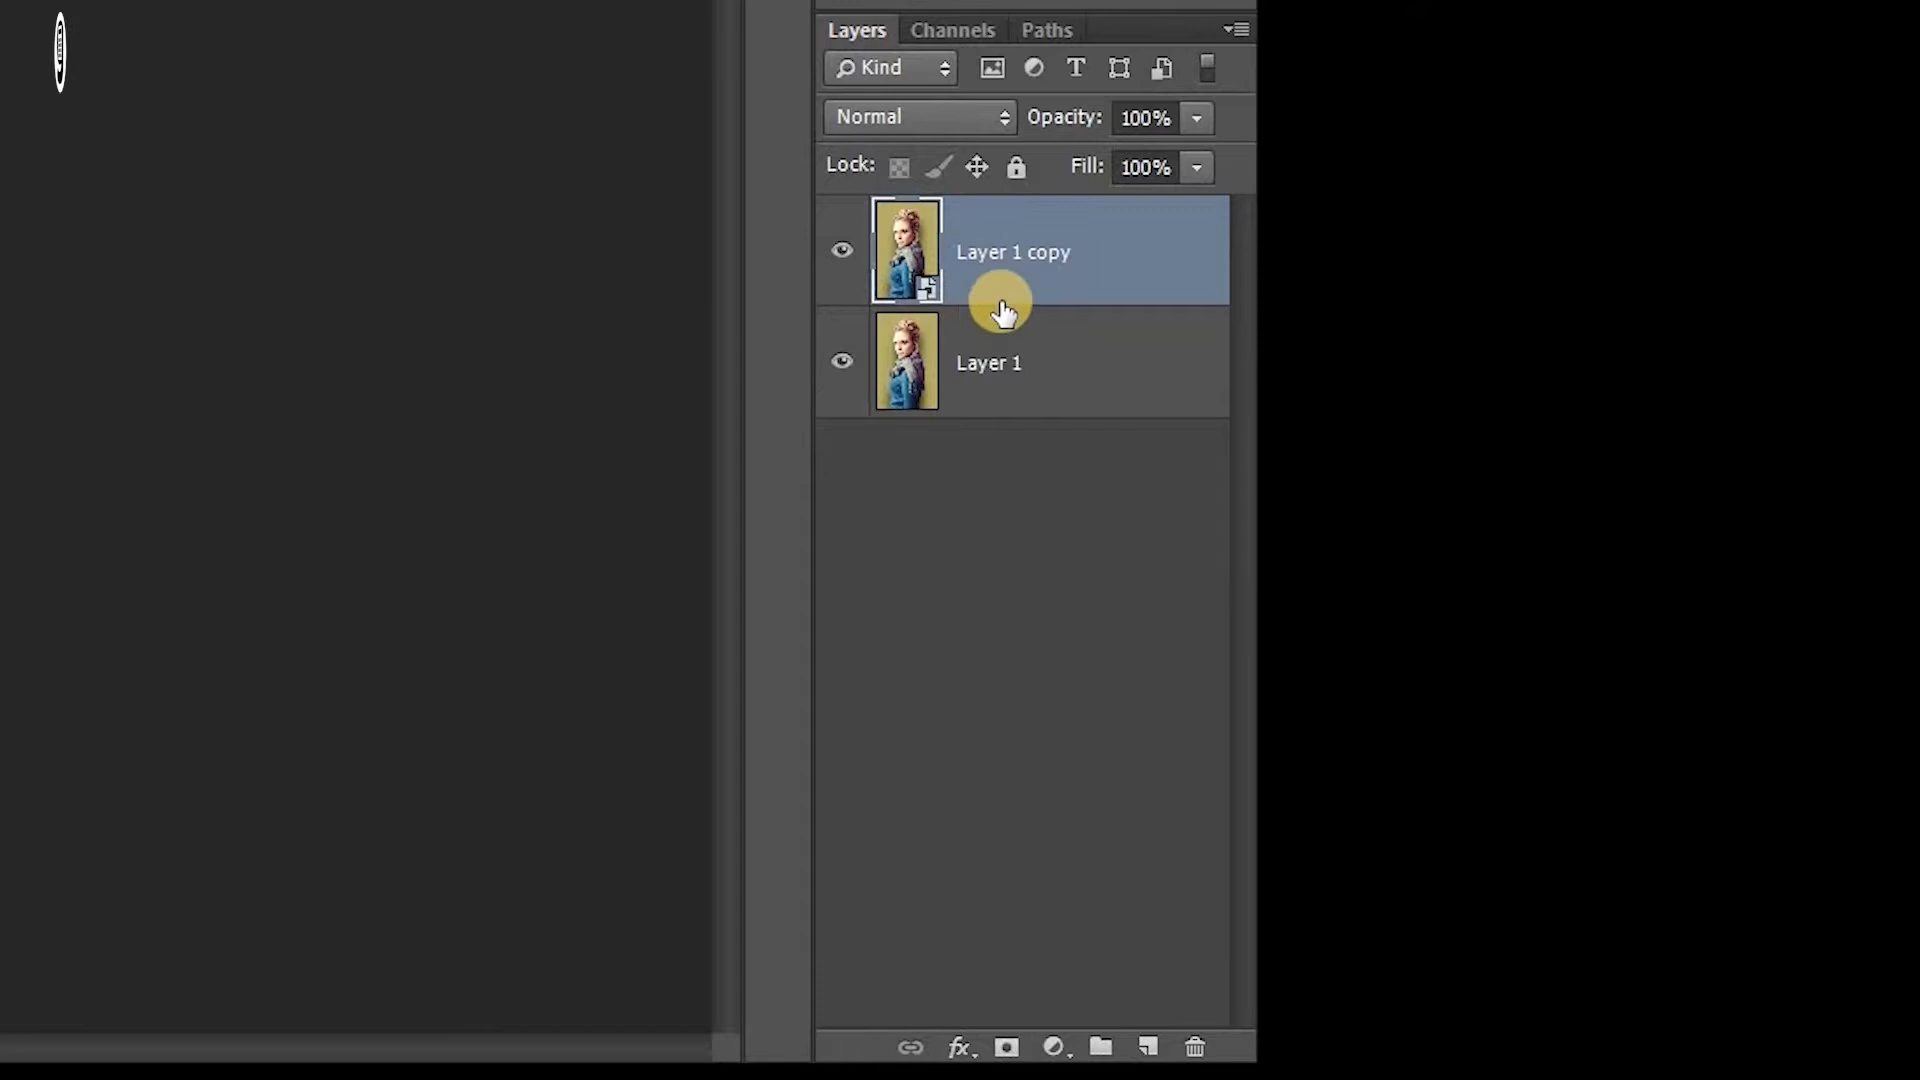 Layers Channels Paths
Kind T
Normal Opacity: 100%
Lock: Fill: 100%
Layer 1 copy
Layer 1
fx